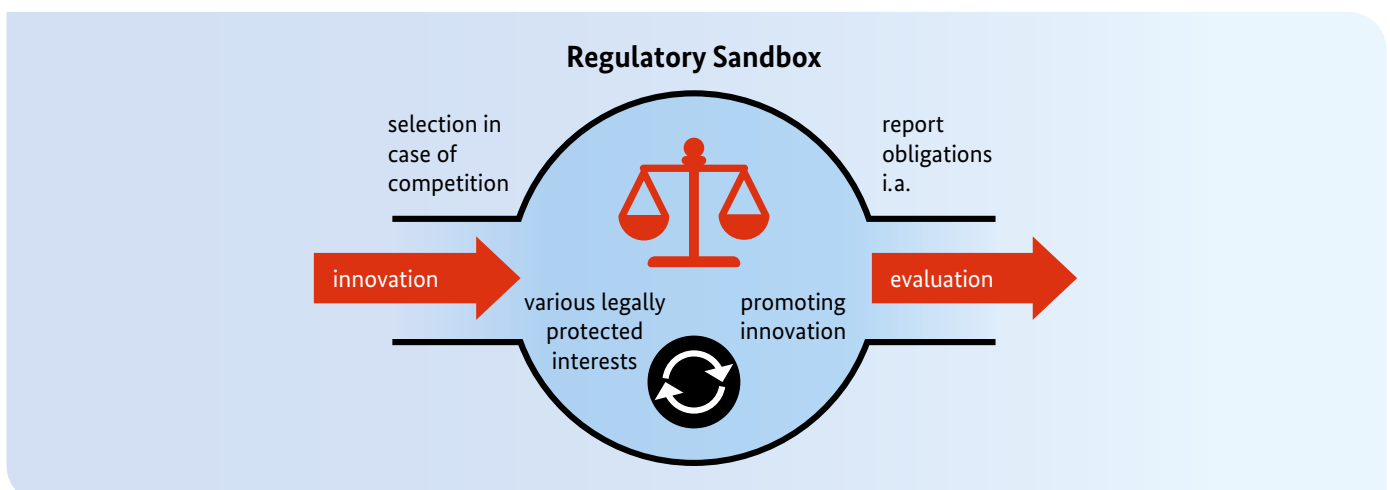 Regulatory Sandbox
selection in
case of
competition
report
obligations
i.a.
innovation
evaluation
various legally
protected
interests
promoting
innovation